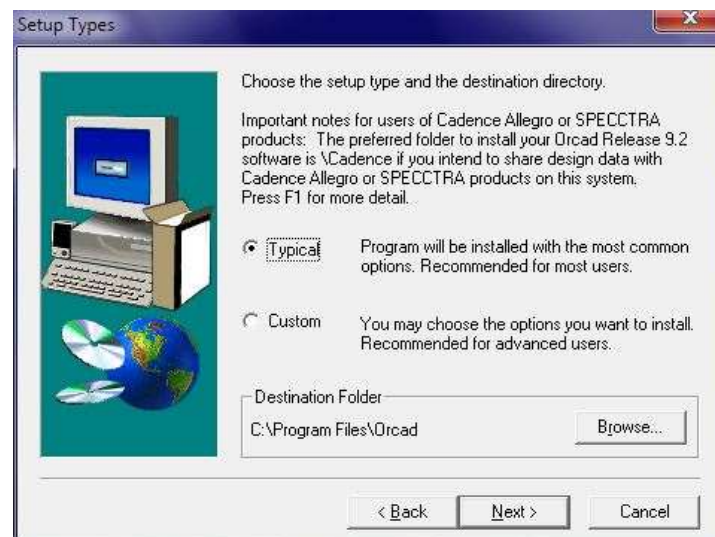 Setup Types
Choose the setup type and the destination directory.
Important notes for users of Cadence Allegro or SPECCTRA
products: The preferred folder to install your Orcad Release 9.2
software is \Cadence if you intend to share design data with
Cadence Allegro or SPECCTRA products on this system.
Press F1 for more detail.
Typical
Program will be installed with the most common
options. Recommended for most users.
Custom
You may choose the options you want to install.
Recommended for advanced users.
Destination Folder
C:\Program Files\Orcad
Browse...
< Back
Next >
Cancel